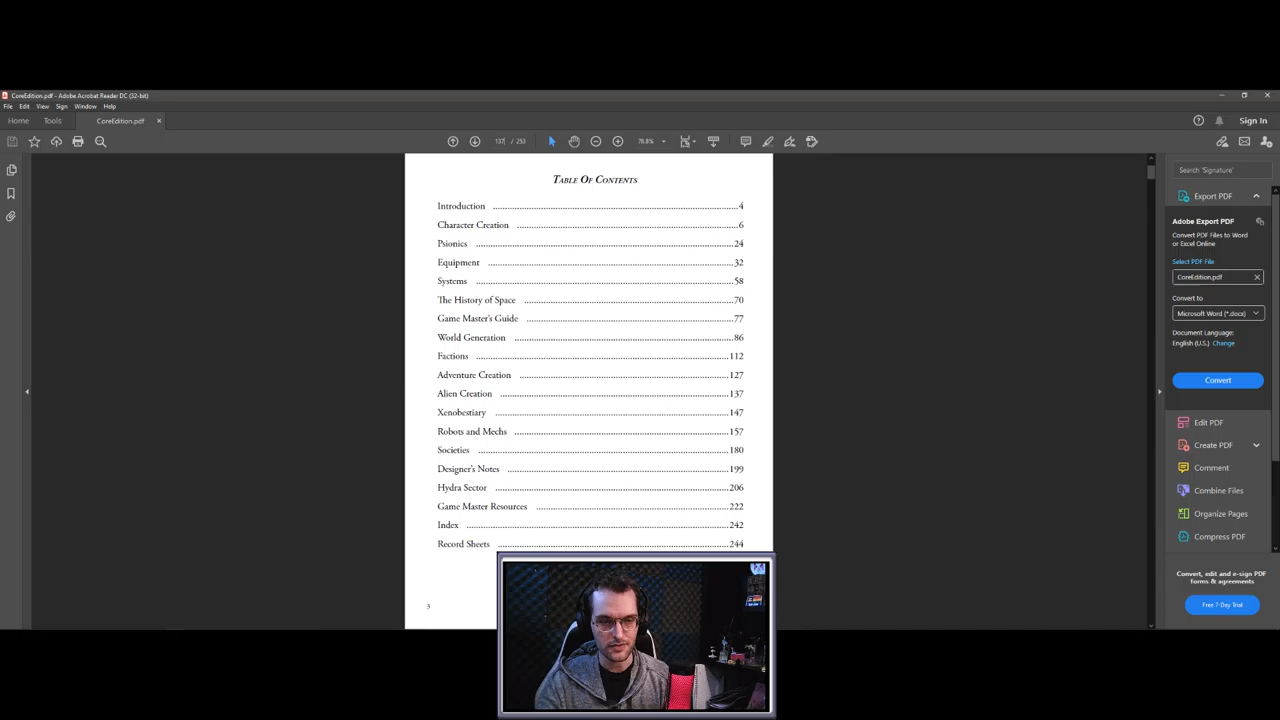 CoreEdition.pdf - Adobe Acrobat Reader DC (32-bit)
File Edit View Sign Window Help
Home Tools CoreEdition.pdf Sign In
137 / 253 78.8%
Table Of Contents
Introduction ........ 4
Character Creation ........ 6
Psionics ........ 24
Equipment ........ 32
Systems ........ 58
The History of Space ........ 70
Game Master's Guide ........ 77
World Generation ........ 86
Factions ........ 112
Adventure Creation ........ 127
Alien Creation ........ 137
Xenobestiary ........ 147
Robots and Mechs ........ 157
Societies ........ 180
Designer's Notes ........ 199
Hydra Sector ........ 206
Game Master Resources ........ 222
Index ........ 242
Record Sheets ........ 244
3
Search 'Signature'
Export PDF
Adobe Export PDF
Convert PDF Files to Word
or Excel Online
Select PDF File
CoreEdition.pdf
Convert to
Microsoft Word (*.docx)
Document Language:
English (U.S.) Change
Convert
Edit PDF
Create PDF
Comment
Combine Files
Organize Pages
Compress PDF
Convert, edit and e-sign PDF
forms & agreements
Free 7-Day Trial